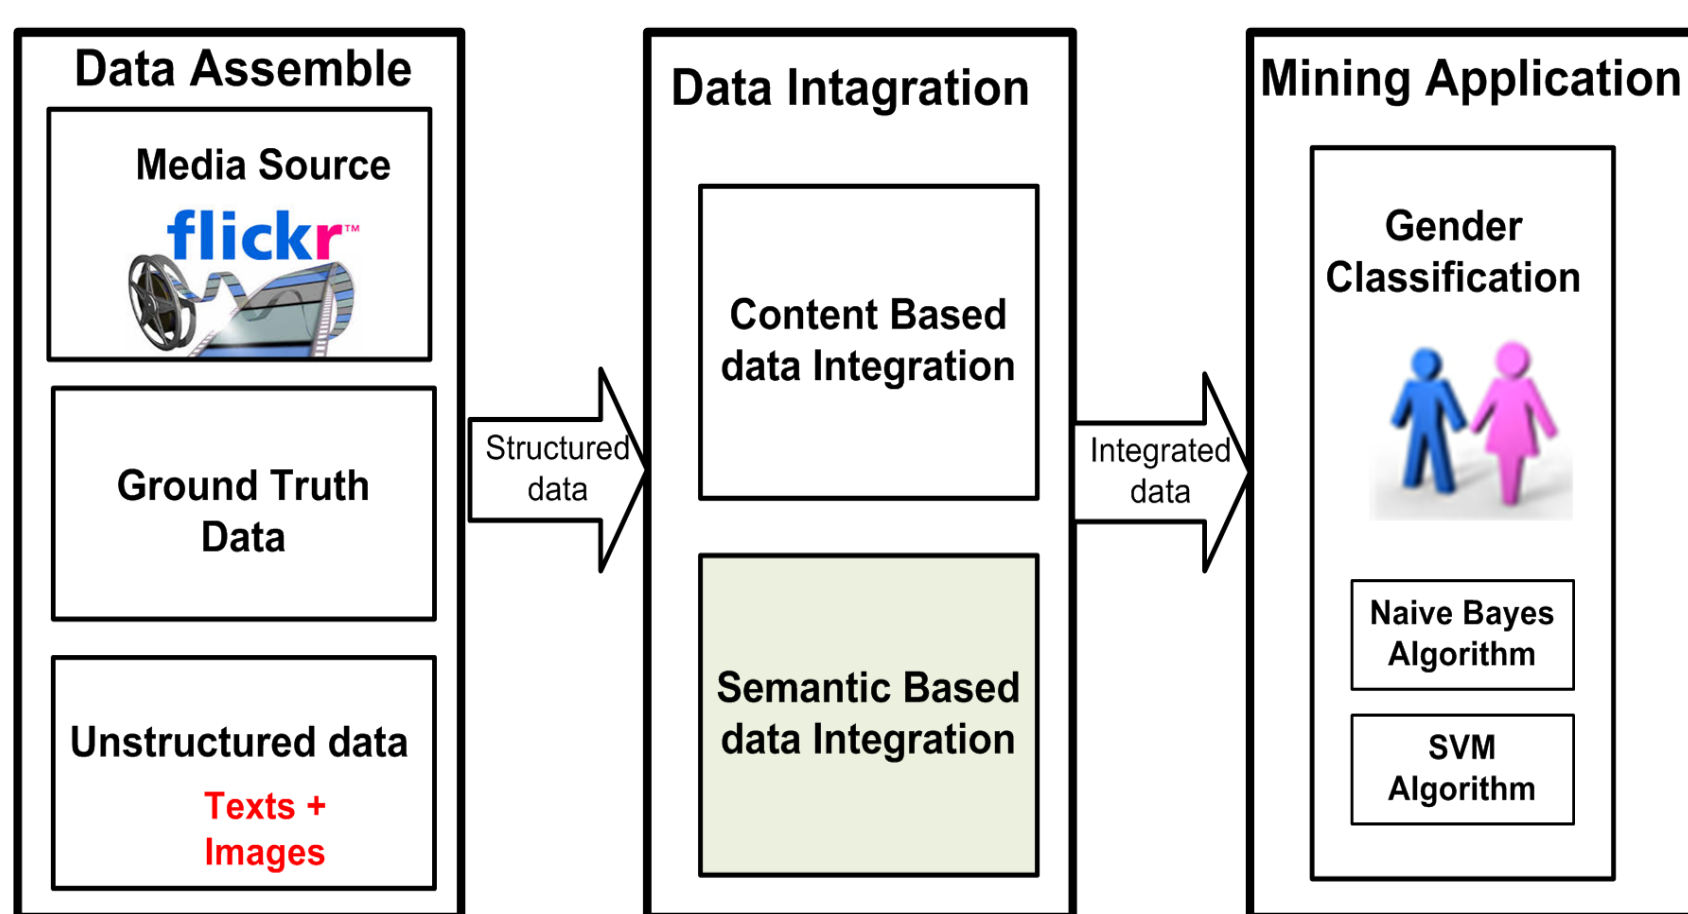 Data Assemble
Media Source
flickr™
Ground Truth
Data
Unstructured data
Texts +
Images
Structured
data
Data Intagration
Content Based
data Integration
Semantic Based
data Integration
Integrated
data
Mining Application
Gender
Classification
Naive Bayes
Algorithm
SVM
Algorithm